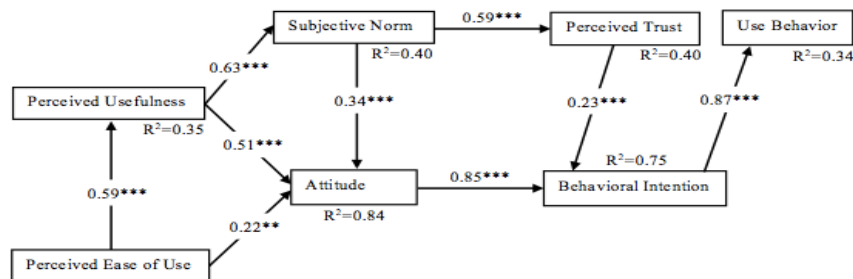 Subjective Norm
0.59***
Perceived Trust
Use Behavior
R²=0.40
R²=0.40
R²=0.34
0.63***
Perceived Usefulness
0.34***
0.23***
0.87***
R²=0.35
0.51***
R²=0.75
Attitude
0.85***
Behavioral Intention
0.59***
R²=0.84
0.22**
Perceived Ease of Use